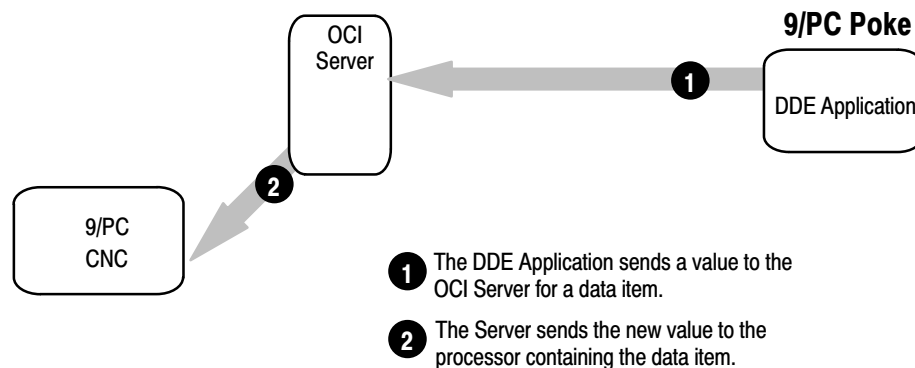 9/PC Poke
OCI
Server
1
DDE Application
2
9/PC
CNC
1 The DDE Application sends a value to the
OCI Server for a data item.
2 The Server sends the new value to the
processor containing the data item.